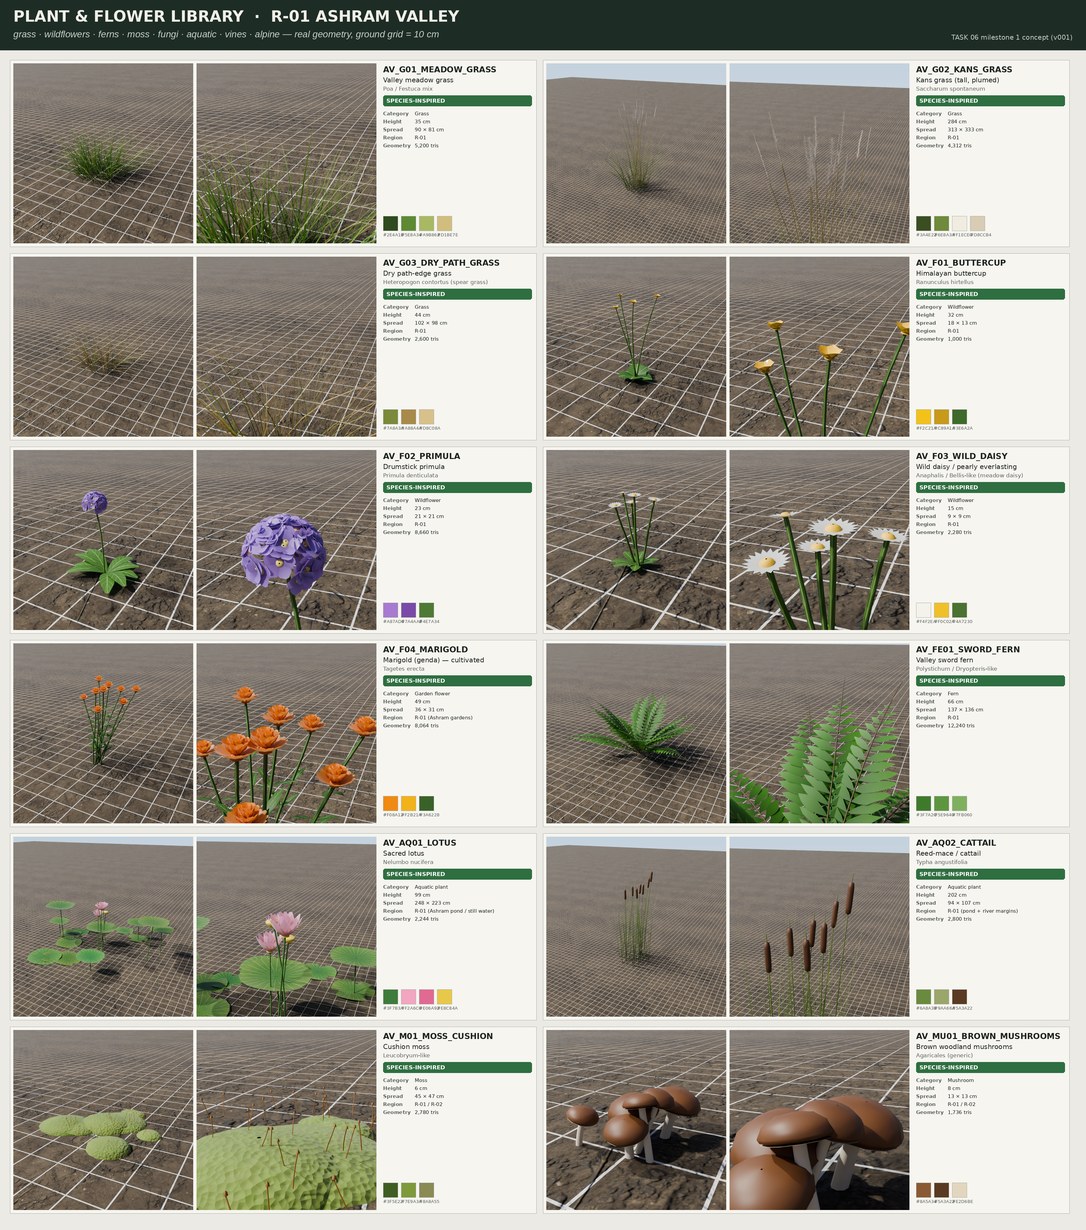 PLANT & FLOWER LIBRARY · R-01 ASHRAM VALLEY
grass · wildflowers · ferns · moss · fungi · aquatic · vines · alpine — real geometry, ground grid = 10 cm
TASK 06 milestone 1 concept (v001)
AV_G01_MEADOW_GRASS
Valley meadow grass
Poa / Festuca mix
SPECIES-INSPIRED
Category Grass
Height 35 cm
Spread 90 × 81 cm
Region R-01
Geometry 5,200 tris
AV_G02_KANS_GRASS
Kans grass (tall, plumed)
Saccharum spontaneum
SPECIES-INSPIRED
Category Grass
Height 284 cm
Spread 313 × 333 cm
Region R-01
Geometry 4,312 tris
AV_G03_DRY_PATH_GRASS
Dry path-edge grass
Heteropogon contortus (spear grass)
SPECIES-INSPIRED
Category Grass
Height 44 cm
Spread 102 × 98 cm
Region R-01
Geometry 2,600 tris
AV_F01_BUTTERCUP
Himalayan buttercup
Ranunculus hirtellus
SPECIES-INSPIRED
Category Wildflower
Height 32 cm
Spread 18 × 13 cm
Region R-01
Geometry 1,000 tris
AV_F02_PRIMULA
Drumstick primula
Primula denticulata
SPECIES-INSPIRED
Category Wildflower
Height 23 cm
Spread 21 × 21 cm
Region R-01
Geometry 8,660 tris
AV_F03_WILD_DAISY
Wild daisy / pearly everlasting
Anaphalis / Bellis-like (meadow daisy)
SPECIES-INSPIRED
Category Wildflower
Height 15 cm
Spread 9 × 9 cm
Region R-01
Geometry 2,280 tris
AV_F04_MARIGOLD
Marigold (genda) — cultivated
Tagetes erecta
SPECIES-INSPIRED
Category Garden flower
Height 49 cm
Spread 36 × 31 cm
Region R-01 (Ashram gardens)
Geometry 8,064 tris
AV_FE01_SWORD_FERN
Valley sword fern
Polystichum / Dryopteris-like
SPECIES-INSPIRED
Category Fern
Height 66 cm
Spread 137 × 136 cm
Region R-01
Geometry 12,240 tris
AV_AQ01_LOTUS
Sacred lotus
Nelumbo nucifera
SPECIES-INSPIRED
Category Aquatic plant
Height 99 cm
Spread 248 × 223 cm
Region R-01 (Ashram pond / still water)
Geometry 2,244 tris
AV_AQ02_CATTAIL
Reed-mace / cattail
Typha angustifolia
SPECIES-INSPIRED
Category Aquatic plant
Height 202 cm
Spread 94 × 107 cm
Region R-01 (pond + river margins)
Geometry 2,800 tris
AV_M01_MOSS_CUSHION
Cushion moss
Leucobryum-like
SPECIES-INSPIRED
Category Moss
Height 6 cm
Spread 45 × 47 cm
Region R-01 / R-02
Geometry 2,780 tris
AV_MU01_BROWN_MUSHROOMS
Brown woodland mushrooms
Agaricales (generic)
SPECIES-INSPIRED
Category Mushroom
Height 8 cm
Spread 13 × 13 cm
Region R-01 / R-02
Geometry 1,736 tris